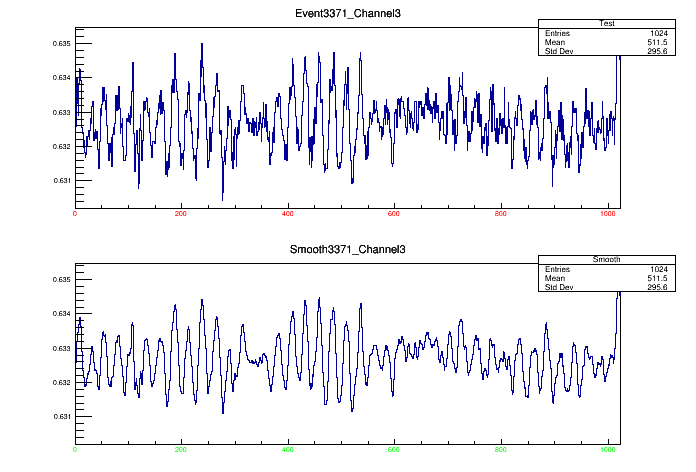 Event3371_Channel3
Test
Entries 1024
Mean 511.5
Std Dev 295.6
0.635
0.634
0.633
0.632
0.631
0 200 400 600 800 1000
Smooth3371_Channel3
Smooth
Entries 1024
Mean 511.5
Std Dev 295.6
0.635
0.634
0.633
0.632
0.631
0 200 400 600 800 1000